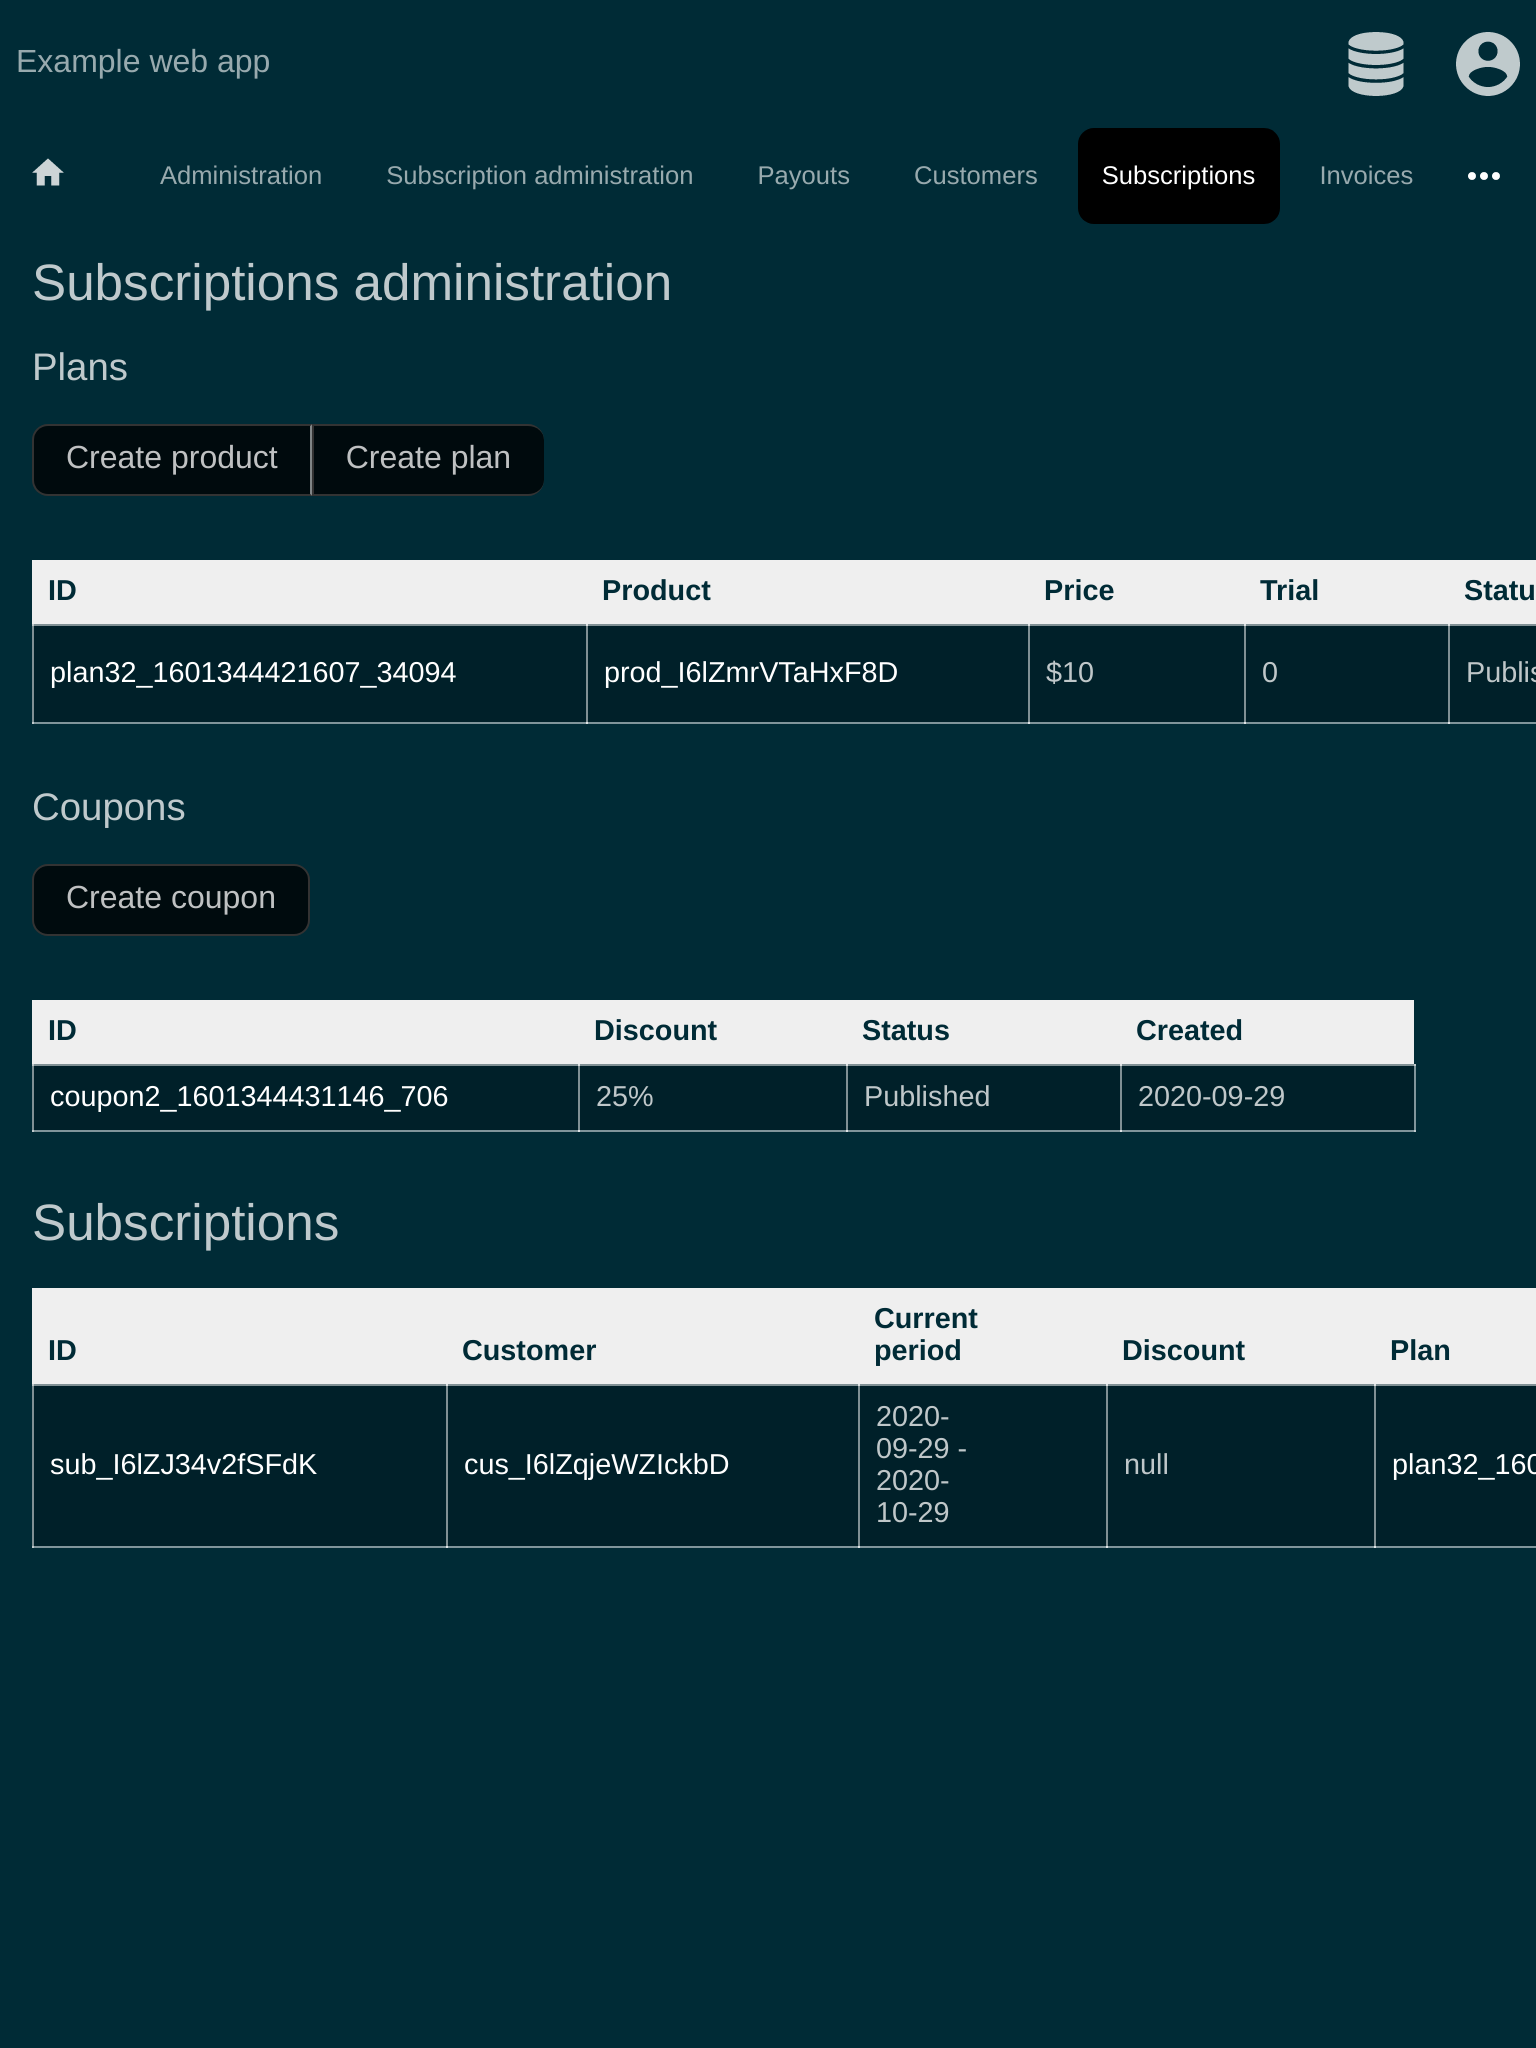 Example web app
Administration Subscription administration Payouts Customers Subscriptions Invoices
Subscriptions administration
Plans
Create product Create plan
ID Product Price Trial Statu
plan32_1601344421607_34094 prod_I6lZmrVTaHxF8D $10 0 Publis
Coupons
Create coupon
ID Discount Status Created
coupon2_1601344431146_706 25% Published 2020-09-29
Subscriptions
Current
ID Customer period Discount Plan
2020-
09-29 -
sub_I6lZJ34v2fSFdK cus_I6lZqjeWZIckbD null plan32_160
2020-
10-29